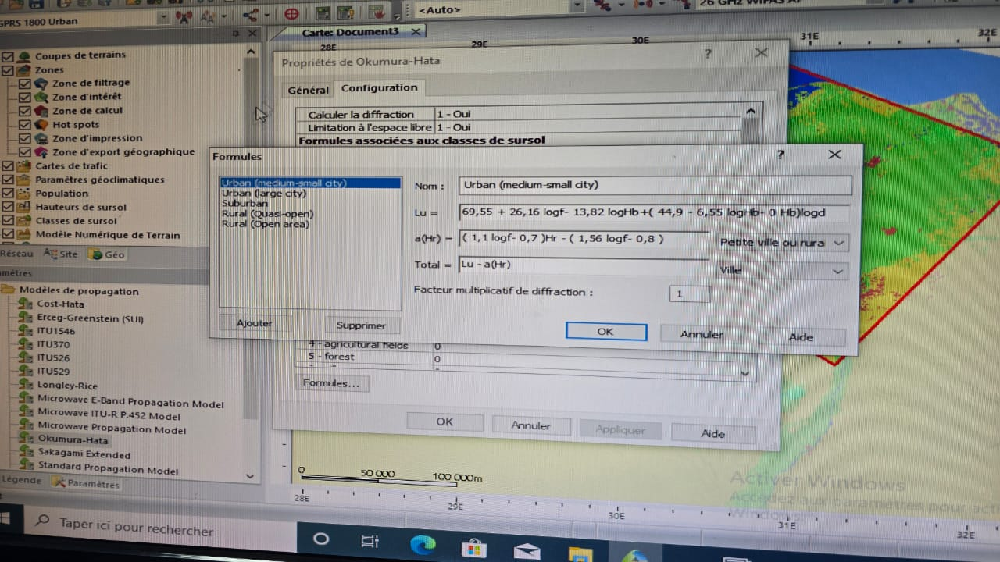 GPRS 1800 Urban
<Auto>
26 GHz
Carte: Document3
28E
29E
30E
31E
32E
Coupes de terrains
Zones
Zone de filtrage
Zone d'intérêt
Zone de calcul
Hot spots
Zone d'impression
Zone d'export géographique
Cartes de trafic
Paramètres géoclimatiques
Population
Hauteurs de sursol
Classes de sursol
Modèle Numérique de Terrain
Réseau
Site
Géo
Modèles de propagation
Cost-Hata
Erceg-Greenstein (SUI)
ITU1546
ITU370
ITU526
ITU529
Longley-Rice
Microwave E-Band Propagation Model
Microwave ITU-R P.452 Model
Microwave Propagation Model
Okumura-Hata
Sakagami Extended
Standard Propagation Model
Légende
Paramètres
Propriétés de Okumura-Hata
Général
Configuration
Calculer la diffraction 1 - Oui
Limitation à l'espace libre 1 - Oui
Formules associées aux classes de sursol
Formules
Urban (medium-small city)
Urban (large city)
Suburban
Rural (Quasi-open)
Rural (Open area)
Ajouter
Supprimer
Nom : Urban (medium-small city)
Lu = 69,55 + 26,16 logf- 13,82 logHb+( 44,9 - 6,55 logHb- 0 Hb)logd
a(Hr) = ( 1,1 logf- 0,7 )Hr - ( 1,56 logf- 0,8 ) Petite ville ou rura
Total = Lu - a(Hr) Ville
Facteur multiplicatif de diffraction : 1
OK
Annuler
Aide
4 - agricultural fields 0
5 - forest 0
Formules...
OK
Annuler
Appliquer
Aide
0
50 000
100 000m
28E
29E
30E
31E
32E
Activer Windows
Accédez aux paramètres pour act
Windows.
Taper ici pour rechercher